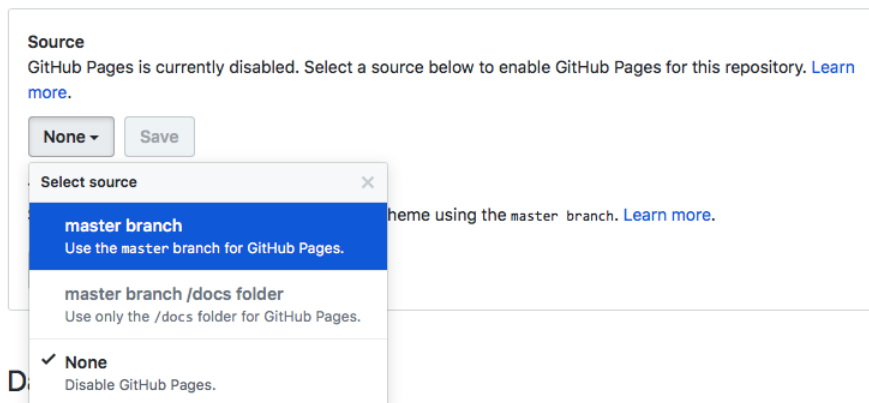 Source
GitHub Pages is currently disabled. Select a source below to enable GitHub Pages for this repository. Learn
more.
None Save
Select source
heme using the master branch. Learn more.
master branch
Use the master branch for GitHub Pages.
master branch /docs folder
Use only the /docs folder for GitHub Pages.
None
Disable GitHub Pages.